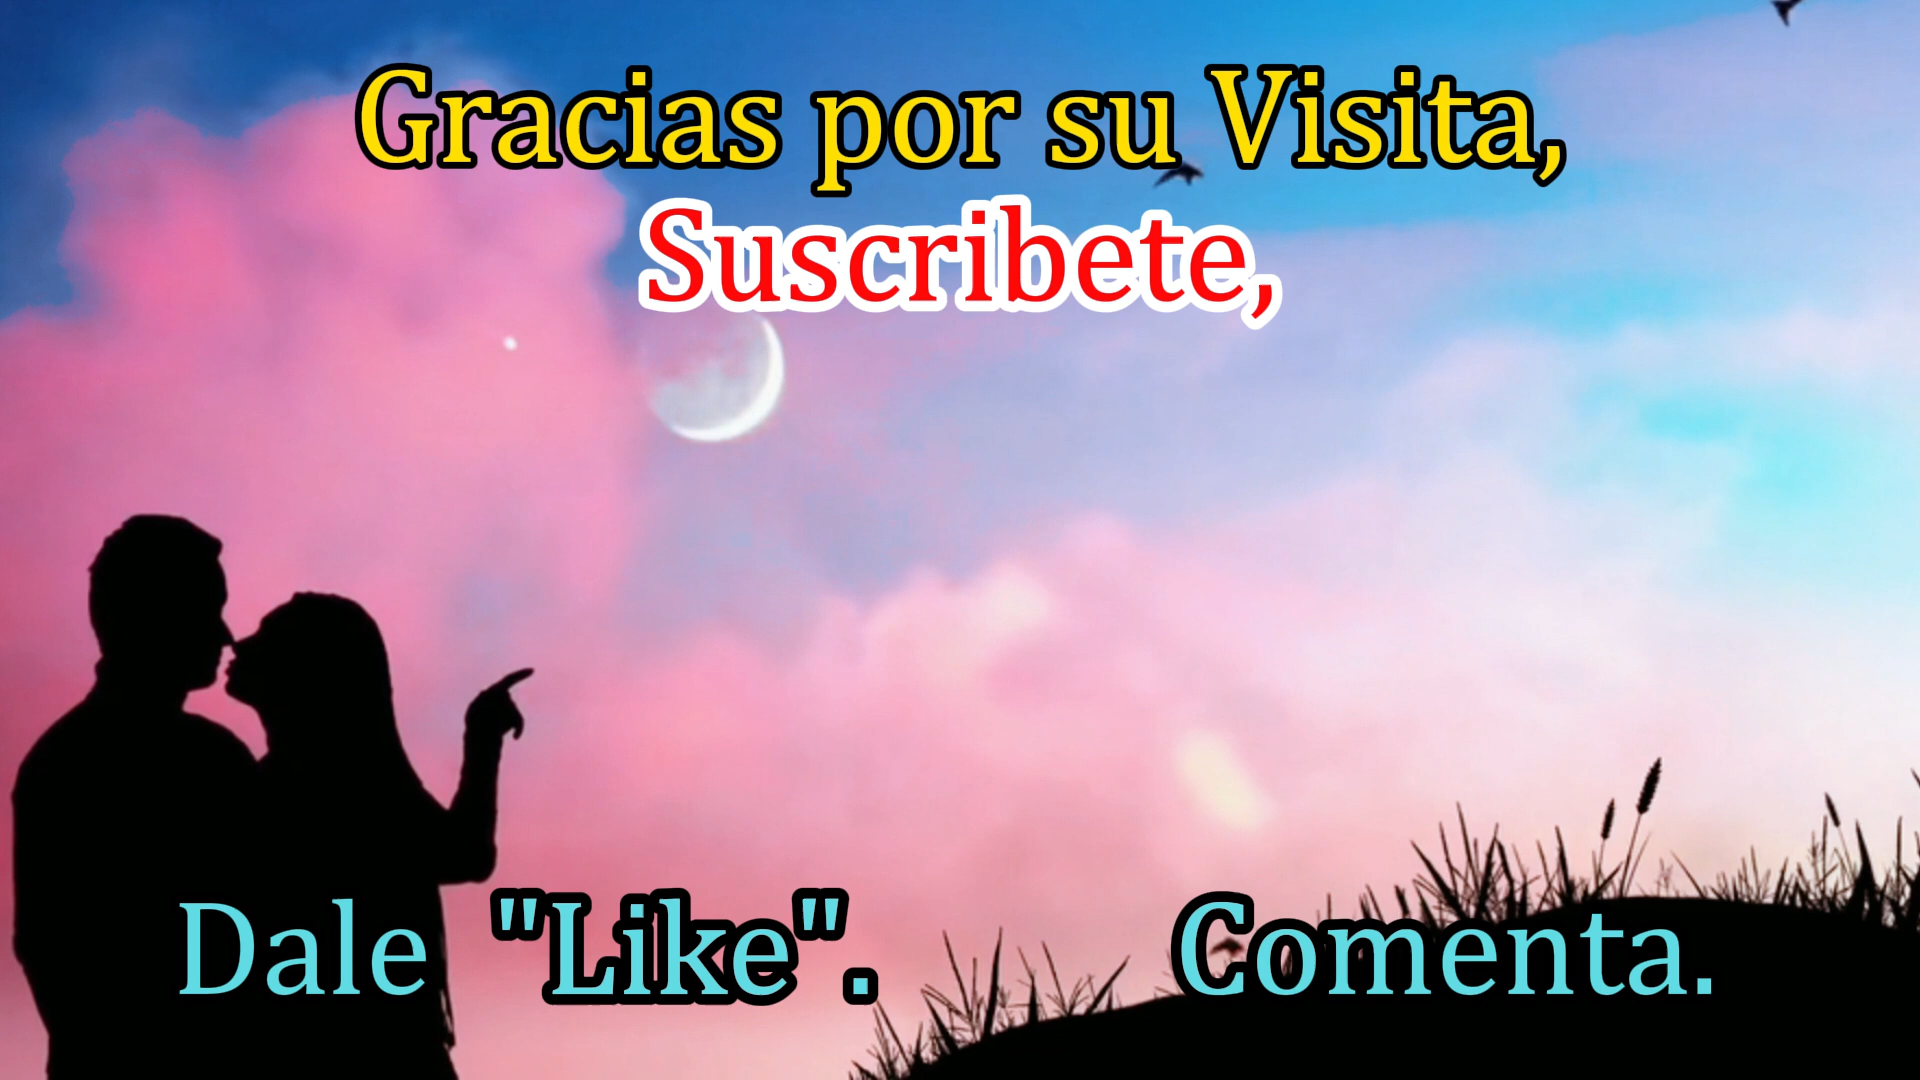 Gracias por su Visita,
Suscribete,
Dale "Like". Comenta.